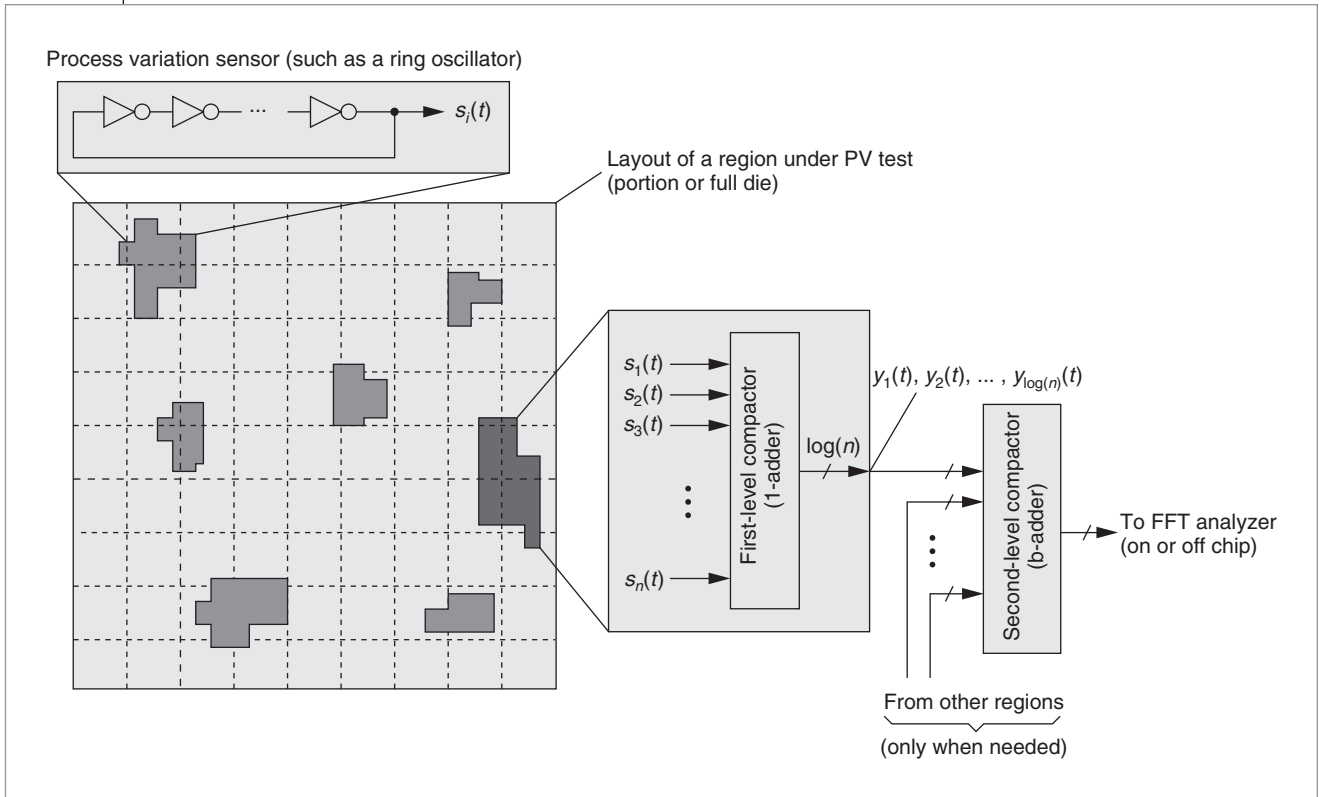 Process variation sensor (such as a ring oscillator)
...
s_i(t)
Layout of a region under PV test
(portion or full die)
s_1(t)
s_2(t)
s_3(t)
s_n(t)
First-level compactor
(1-adder)
log(n)
y_1(t), y_2(t), ... , y_log(n)(t)
Second-level compactor
(b-adder)
To FFT analyzer
(on or off chip)
From other regions
(only when needed)